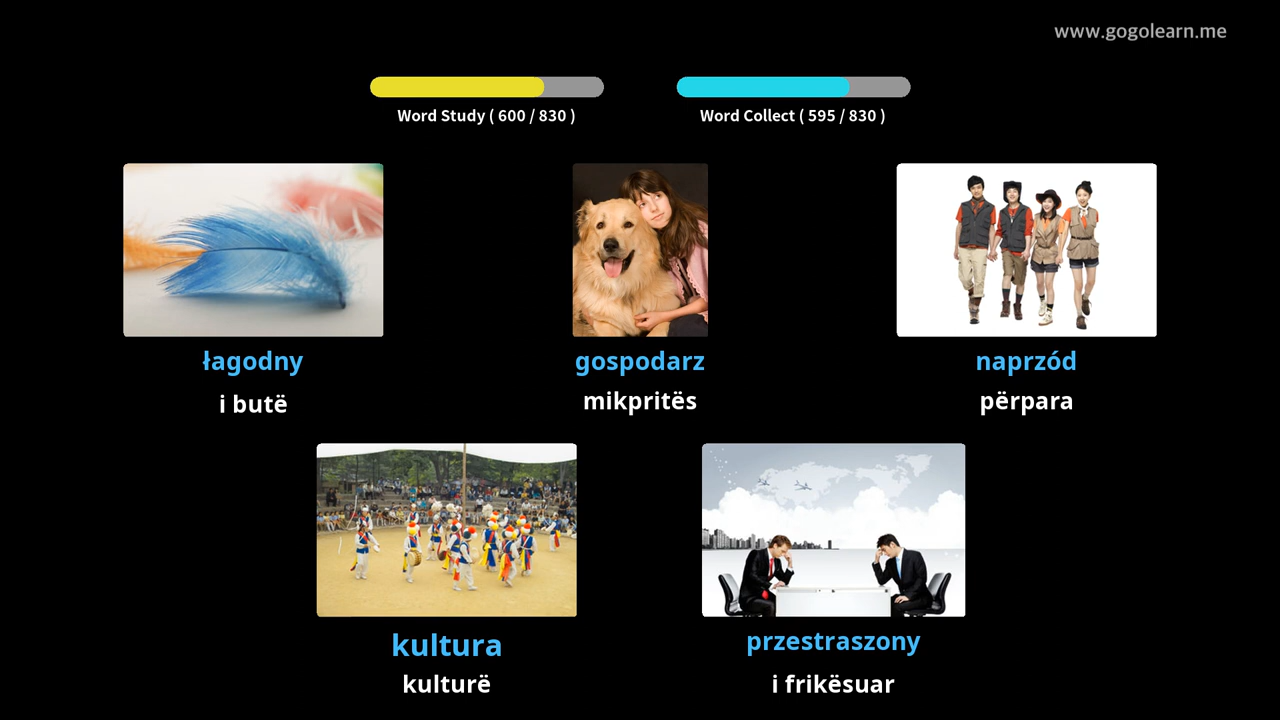 www.gogolearn.me
Word Study ( 600 / 830 )
Word Collect ( 595 / 830 )
łagodny
i butë
gospodarz
mikpritës
naprzód
përpara
kultura
kulturë
przestraszony
i frikësuar